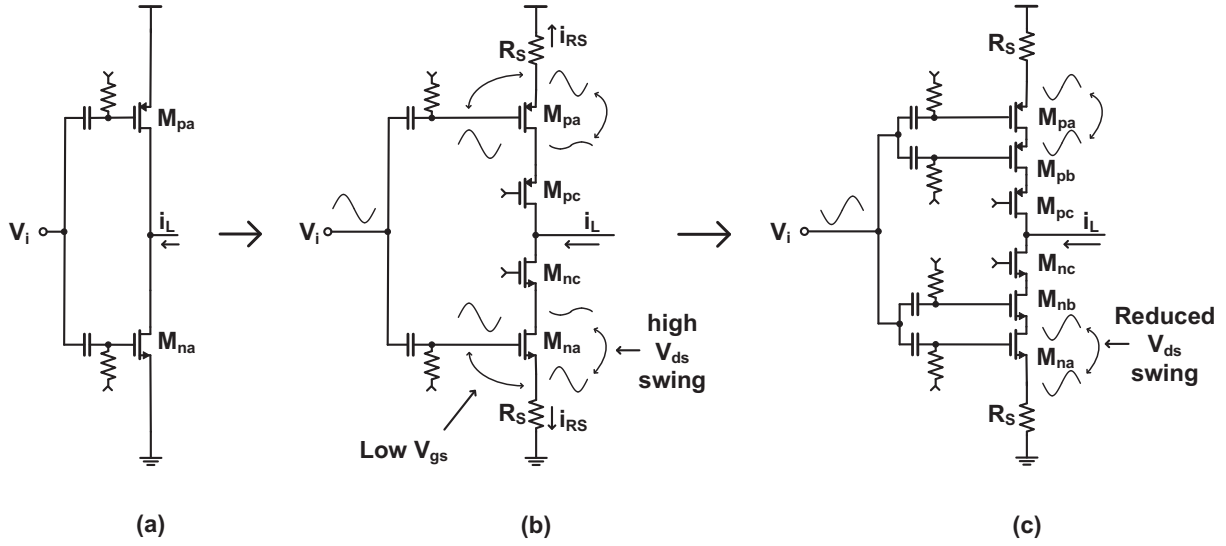 M_pa
V_i
i_L
M_na
(a)
R_S
i_RS
M_pa
M_pc
V_i
i_L
M_nc
M_na
high
V_ds
swing
R_S
i_RS
Low V_gs
(b)
R_S
M_pa
M_pb
M_pc
V_i
i_L
M_nc
M_nb
M_na
Reduced
V_ds
swing
R_S
(c)